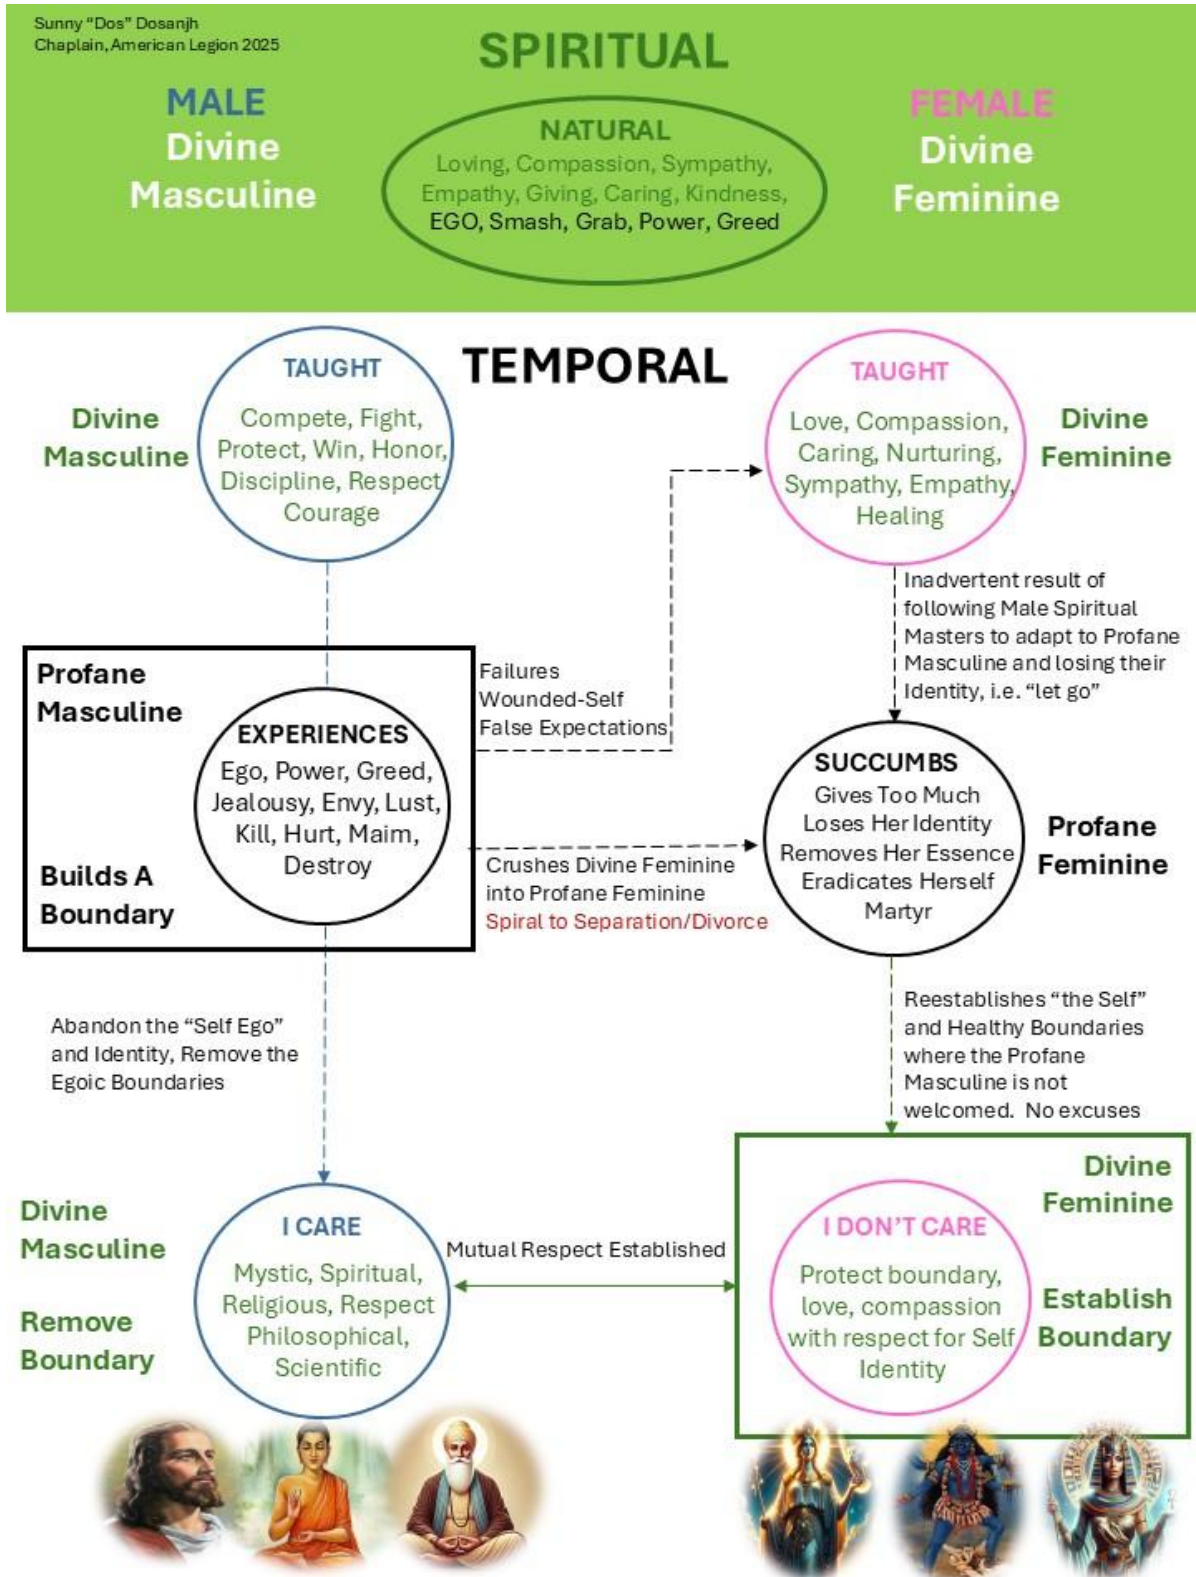 Sunny “Dos” Dosanjh
Chaplain, American Legion 2025
SPIRITUAL
MALE
Divine
Masculine
NATURAL
Loving, Compassion, Sympathy,
Empathy, Giving, Caring, Kindness,
EGO, Smash, Grab, Power, Greed
FEMALE
Divine
Feminine
TEMPORAL
Divine
Masculine
TAUGHT
Compete, Fight,
Protect, Win, Honor,
Discipline, Respect
Courage
TAUGHT
Love, Compassion,
Caring, Nurturing,
Sympathy, Empathy,
Healing
Divine
Feminine
Inadvertent result of
following Male Spiritual
Masters to adapt to Profane
Masculine and losing their
Identity, i.e. “let go”
Profane
Masculine
Builds A
Boundary
EXPERIENCES
Ego, Power, Greed,
Jealousy, Envy, Lust,
Kill, Hurt, Maim,
Destroy
Failures
Wounded-Self
False Expectations
Crushes Divine Feminine
into Profane Feminine
Spiral to Separation/Divorce
SUCCUMBS
Gives Too Much
Loses Her Identity
Removes Her Essence
Eradicates Herself
Martyr
Profane
Feminine
Abandon the “Self Ego”
and Identity, Remove the
Egoic Boundaries
Reestablishes “the Self”
and Healthy Boundaries
where the Profane
Masculine is not
welcomed.  No excuses
Divine
Masculine
Remove
Boundary
I CARE
Mystic, Spiritual,
Religious, Respect
Philosophical,
Scientific
Mutual Respect Established
I DON’T CARE
Protect boundary,
love, compassion
with respect for Self
Identity
Divine
Feminine
Establish
Boundary